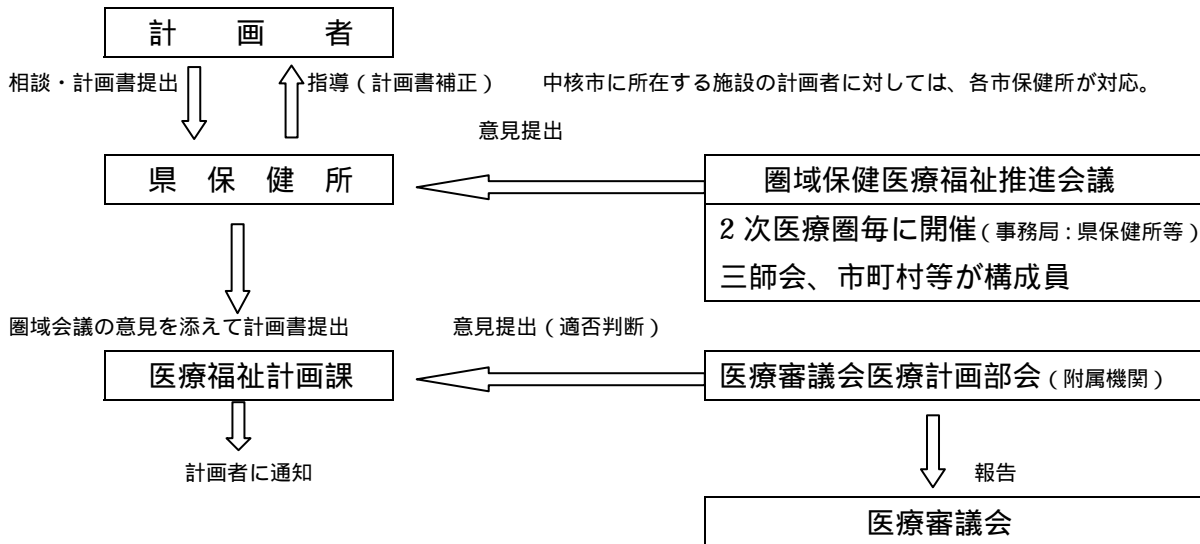 計　画　者
相談・計画書提出　指導（計画書補正）　中核市に所在する施設の計画者に対しては、各市保健所が対応。
意見提出
県　保　健　所　圏域保健医療福祉推進会議
2次医療圏毎に開催（事務局：県保健所等）
三師会、市町村等が構成員
圏域会議の意見を添えて計画書提出　意見提出（適否判断）
医療福祉計画課　医療審議会医療計画部会（附属機関）
計画者に通知　報告
医療審議会